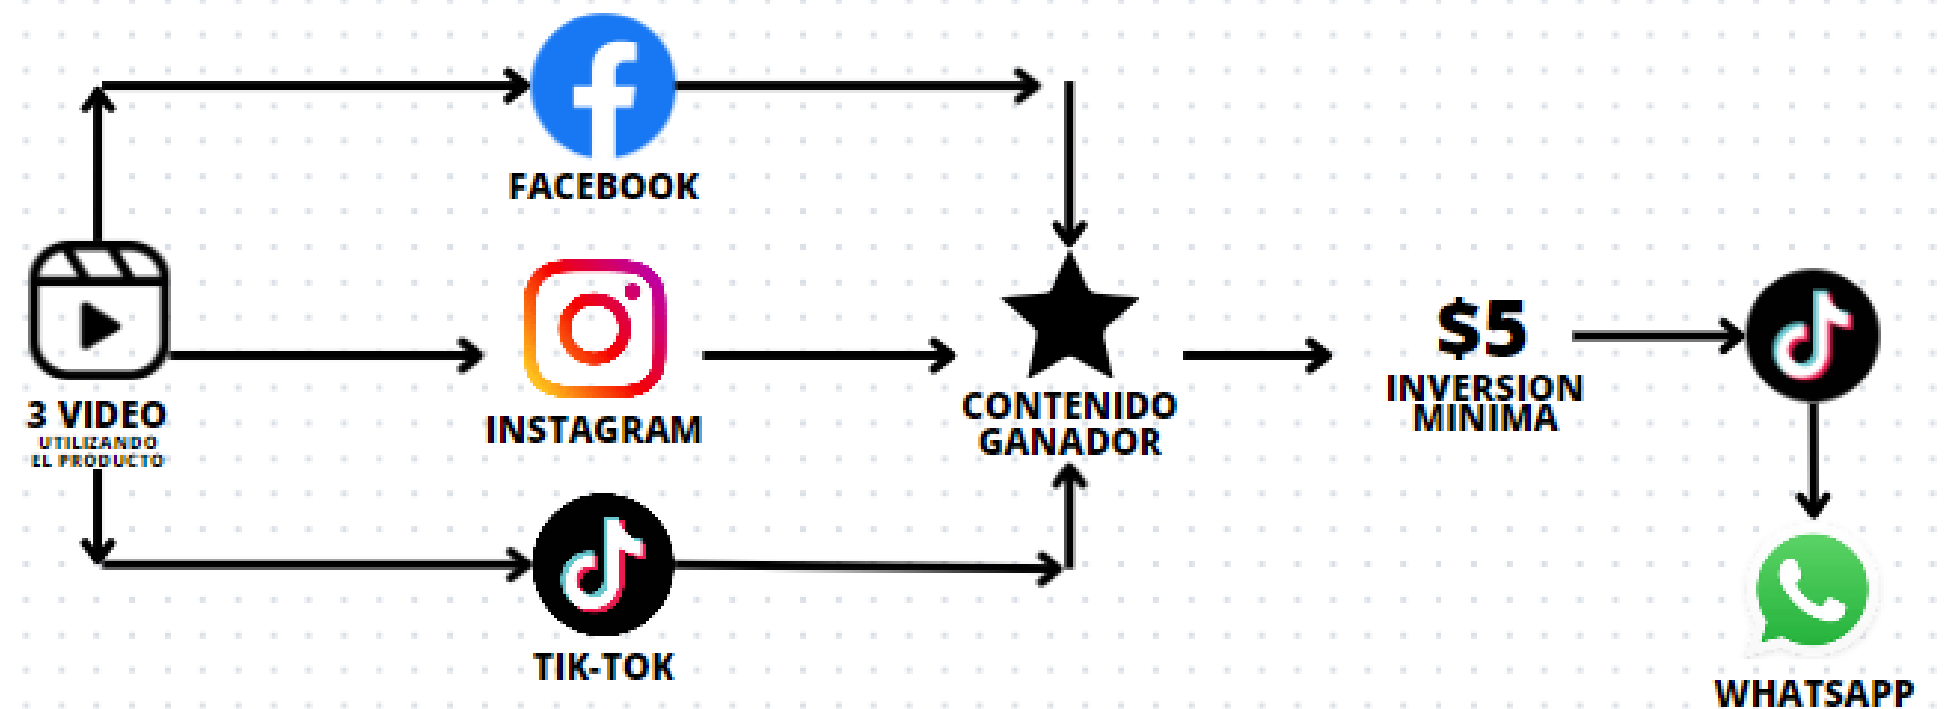 FACEBOOK
3 VIDEO
UTILIZANDO
EL PRODUCTO
INSTAGRAM
CONTENIDO
GANADOR
$5
INVERSION
MINIMA
TIK-TOK
WHATSAPP